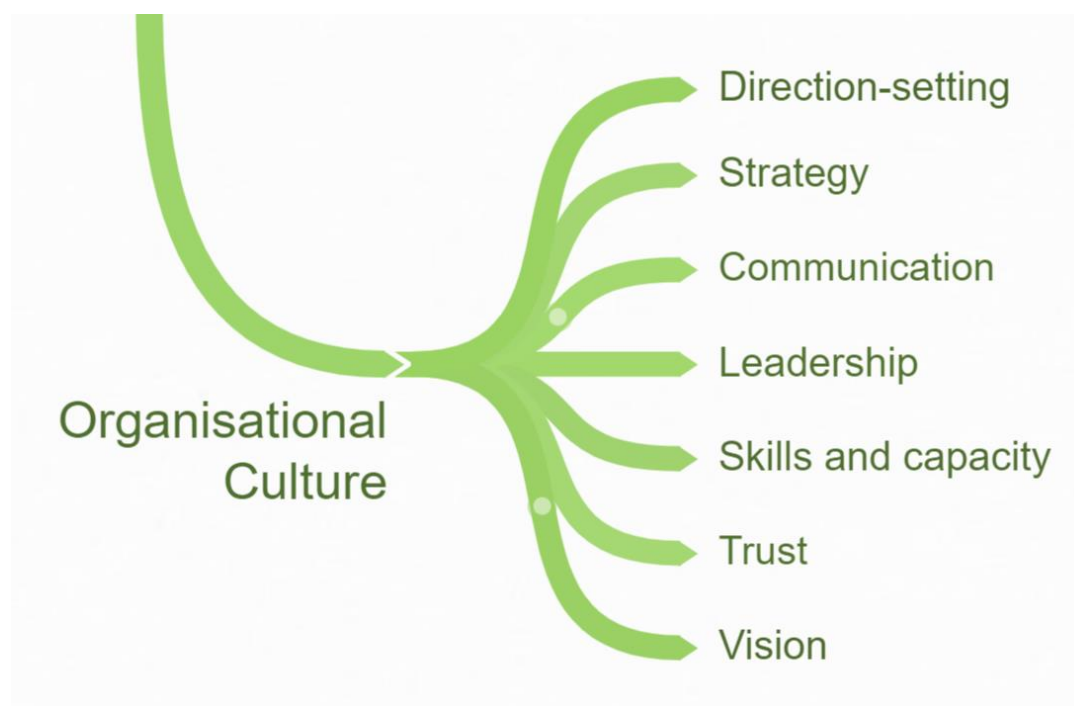 Direction-setting
Strategy
Communication
Leadership
Organisational
Culture
Skills and capacity
Trust
Vision